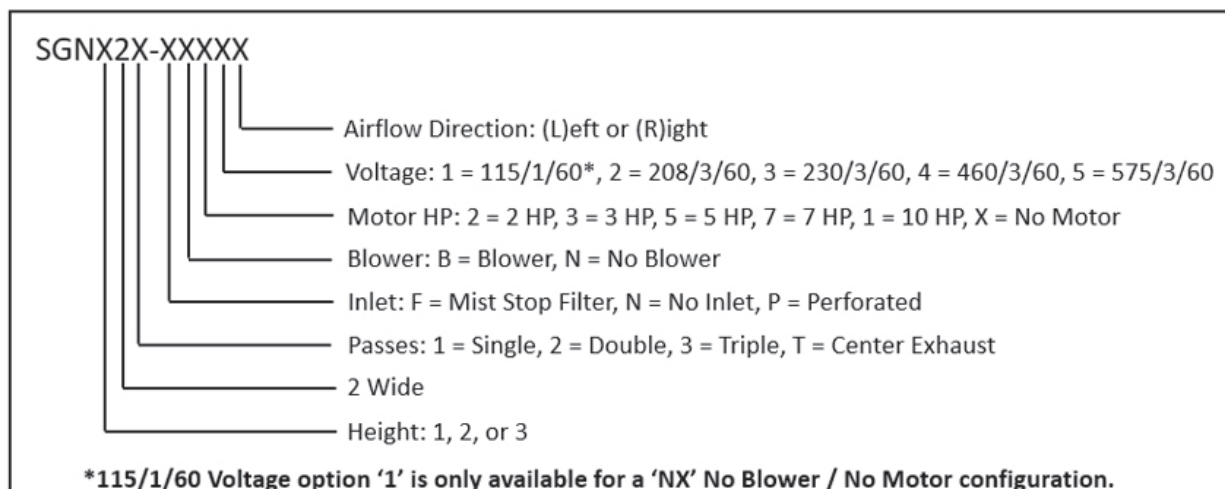 SGNX2X-XXXXX
Airflow Direction: (L)eft or (R)ight
Voltage: 1 = 115/1/60*, 2 = 208/3/60, 3 = 230/3/60, 4 = 460/3/60, 5 = 575/3/60
Motor HP: 2 = 2 HP, 3 = 3 HP, 5 = 5 HP, 7 = 7 HP, 1 = 10 HP, X = No Motor
Blower: B = Blower, N = No Blower
Inlet: F = Mist Stop Filter, N = No Inlet, P = Perforated
Passes: 1 = Single, 2 = Double, 3 = Triple, T = Center Exhaust
2 Wide
Height: 1, 2, or 3
*115/1/60 Voltage option ‘1’ is only available for a ‘NX’ No Blower / No Motor configuration.